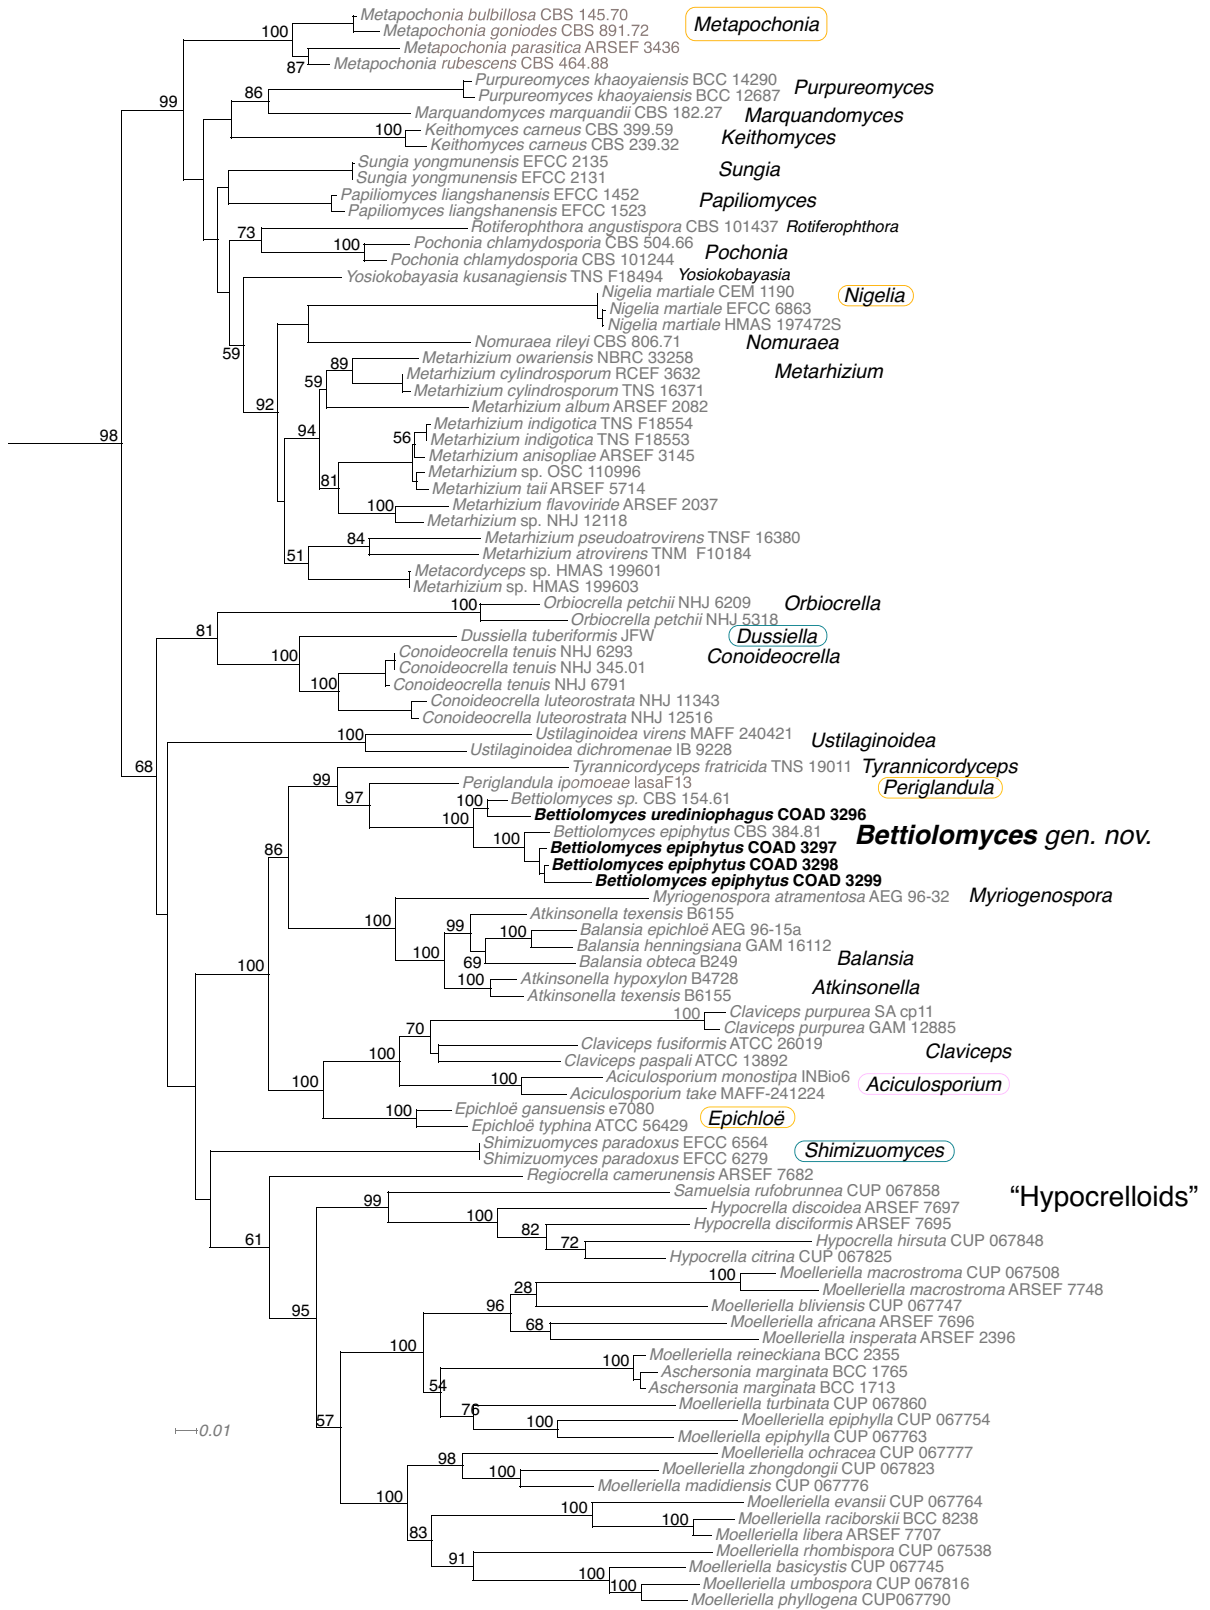 Metapochonia bulbillosa CBS 145.70
100
Metapochonia goniodes CBS 891.72
Metapochonia
Metapochonia parasitica ARSEF 3436
87
Metapochonia rubescens CBS 464.88
99
Purpureomyces khaoyaiensis BCC 14290
86
Purpureomyces khaoyaiensis BCC 12687
Purpureomyces
Marquandomyces marquandii CBS 182.27
Marquandomyces
100
Keithomyces carneus CBS 399.59
Keithomyces
Keithomyces carneus CBS 239.32
Sungia yongmunensis EFCC 2135
Sungia
Sungia yongmunensis EFCC 2131
Papiliomyces liangshanensis EFCC 1452
Papiliomyces
Papiliomyces liangshanensis EFCC 1523
73
Rotiferophthora angustispora CBS 101437
Rotiferophthora
100
Pochonia chlamydosporia CBS 504.66
Pochonia
Pochonia chlamydosporia CBS 101244
Yosiokobayasia kusanagiensis TNS F18494
Yosiokobayasia
Nigelia martiale CEM 1190
Nigelia
Nigelia martiale EFCC 6863
Nigelia martiale HMAS 197472S
59
Nomuraea rileyi CBS 806.71
Nomuraea
89
Metarhizium owariensis NBRC 33258
59
Metarhizium cylindrosporum RCEF 3632
Metarhizium
Metarhizium cylindrosporum TNS 16371
92
Metarhizium album ARSEF 2082
94
56
Metarhizium indigotica TNS F18554
Metarhizium indigotica TNS F18553
98
Metarhizium anisopliae ARSEF 3145
81
Metarhizium sp. OSC 110996
Metarhizium taii ARSEF 5714
100
Metarhizium flavoviride ARSEF 2037
Metarhizium sp. NHJ 12118
84
Metarhizium pseudoatrovirens TNSF 16380
51
Metarhizium atrovirens TNM F10184
Metacordyceps sp. HMAS 199601
Metarhizium sp. HMAS 199603
100
Orbiocrella petchii NHJ 6209
Orbiocrella
81
Orbiocrella petchii NHJ 5318
Dussiella tuberiformis JFW
Dussiella
100
Conoideocrella tenuis NHJ 6293
Conoideocrella
Conoideocrella tenuis NHJ 345.01
100
Conoideocrella tenuis NHJ 6791
Conoideocrella luteorostrata NHJ 11343
Conoideocrella luteorostrata NHJ 12516
100
Ustilaginoidea virens MAFF 240421
Ustilaginoidea
Ustilaginoidea dichromenae IB 9228
68
99
Tyrannicordyceps fratricida TNS 19011
Tyrannicordyceps
97
Periglandula ipomoeae IasaF13
Periglandula
100
Bettiolomyces sp. CBS 154.61
100
Bettiolomyces urediniophagus COAD 3296
100
Bettiolomyces epiphytus CBS 384.81
Bettiolomyces gen. nov.
86
Bettiolomyces epiphytus COAD 3297
Bettiolomyces epiphytus COAD 3298
Bettiolomyces epiphytus COAD 3299
100
Myriogenospora atramentosa AEG 96-32
Myriogenospora
99
Atkinsonella texensis B6155
100
Balansia epichloë AEG 96-15a
100
Balansia henningsiana GAM 16112
69
Balansia obteca B249
Balansia
100
100
Atkinsonella hypoxylon B4728
Atkinsonella
Atkinsonella texensis B6155
100
Claviceps purpurea SA cp11
70
Claviceps purpurea GAM 12885
Claviceps fusiformis ATCC 26019
Claviceps
100
Claviceps paspali ATCC 13892
100
100
Aciculosporium monostipa INBio6
Aciculosporium
Aciculosporium take MAFF-241224
100
Epichloë gansuensis e7080
Epichloë
Epichloë typhina ATCC 56429
Shimizuomyces paradoxus EFCC 6564
Shimizuomyces
Shimizuomyces paradoxus EFCC 6279
Regiocrella camerunensis ARSEF 7682
99
Samuelsia rufobrunnea CUP 067858
“Hypocrelloids”
100
Hypocrella discoidea ARSEF 7697
82
Hypocrella disciformis ARSEF 7695
61
72
Hypocrella hirsuta CUP 067848
Hypocrella citrina CUP 067825
100
Moelleriella macrostroma CUP 067508
28
Moelleriella macrostroma ARSEF 7748
95
96
Moelleriella bliviensis CUP 067747
68
Moelleriella africana ARSEF 7696
Moelleriella insperata ARSEF 2396
100
100
Moelleriella reineckiana BCC 2355
Aschersonia marginata BCC 1765
54
Aschersonia marginata BCC 1713
76
Moelleriella turbinata CUP 067860
57
100
Moelleriella epiphylla CUP 067754
0.01
Moelleriella epiphylla CUP 067763
98
Moelleriella ochracea CUP 067777
100
Moelleriella zhongdongii CUP 067823
Moelleriella madidiensis CUP 067776
100
100
Moelleriella evansii CUP 067764
100
Moelleriella raciborskii BCC 8238
83
Moelleriella libera ARSEF 7707
91
Moelleriella rhombispora CUP 067538
100
Moelleriella basicystis CUP 067745
100
Moelleriella umbospora CUP 067816
Moelleriella phyllogena CUP067790